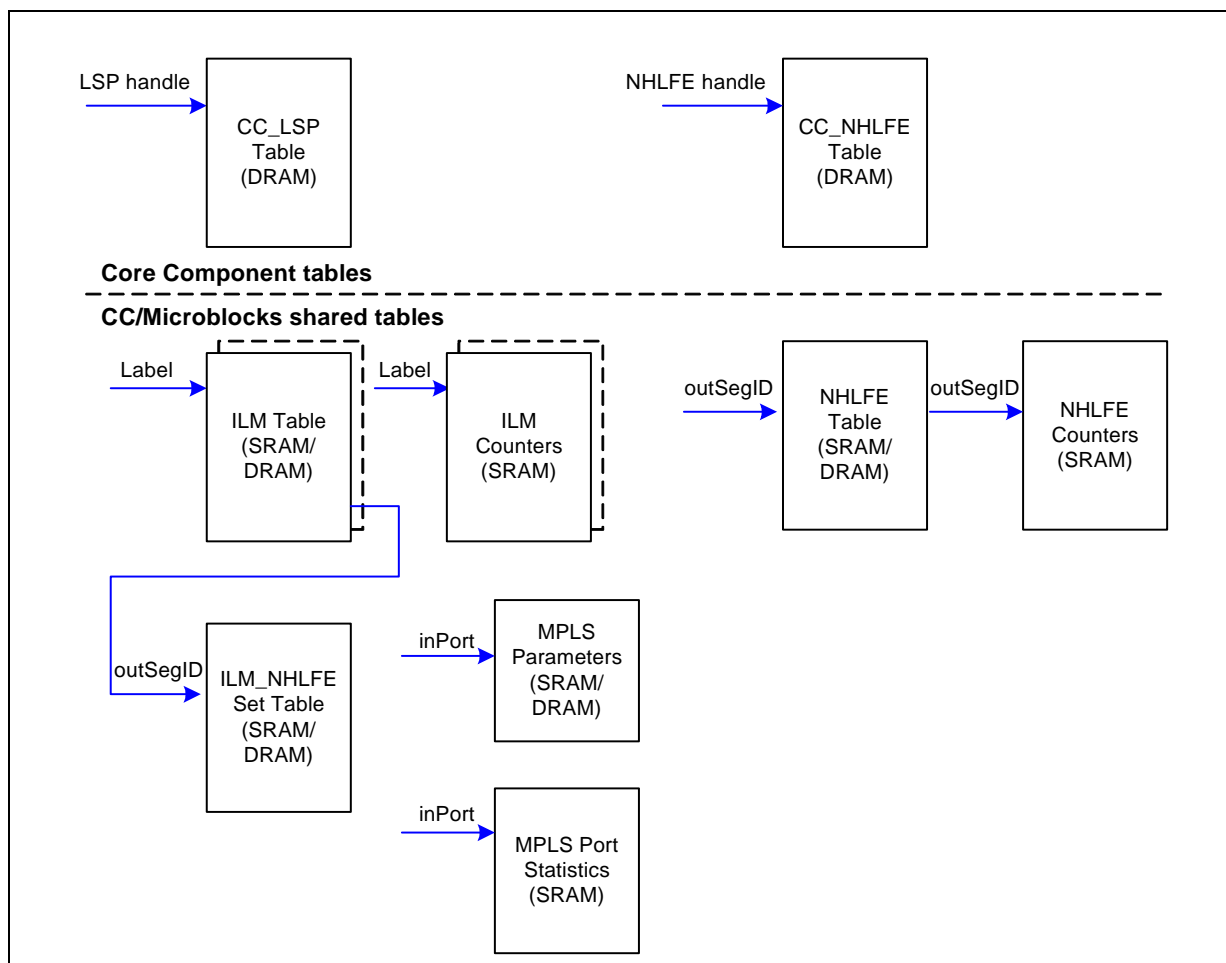 LSP handle
CC_LSP
Table
(DRAM)
NHLFE handle
CC_NHLFE
Table
(DRAM)
Core Component tables
CC/Microblocks shared tables
Label
ILM Table
(SRAM/
DRAM)
Label
ILM
Counters
(SRAM)
outSegID
NHLFE
Table
(SRAM/
DRAM)
outSegID
NHLFE
Counters
(SRAM)
outSegID
ILM_NHLFE
Set Table
(SRAM/
DRAM)
inPort
MPLS
Parameters
(SRAM/
DRAM)
inPort
MPLS Port
Statistics
(SRAM)